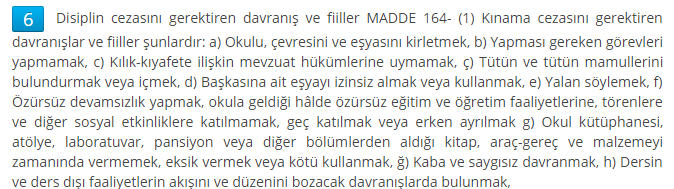 6 Disiplin cezasını gerektiren davranış ve fiiller MADDE 164- (1) Kınama cezasını gerektiren
davranışlar ve fiiller şunlardır: a) Okulu, çevresini ve eşyasını kirletmek, b) Yapması gereken görevleri
yapmamak, c) Kılık-kıyafete ilişkin mevzuat hükümlerine uymamak, ç) Tütün ve tütün mamullerini
bulundurmak veya içmek, d) Başkasına ait eşyayı izinsiz almak veya kullanmak, e) Yalan söylemek, f)
Özürsüz devamsızlık yapmak, okula geldiği hâlde özürsüz eğitim ve öğretim faaliyetlerine, törenlere
ve diğer sosyal etkinliklere katılmamak, geç katılmak veya erken ayrılmak g) Okul kütüphanesi,
atölye, laboratuvar, pansiyon veya diğer bölümlerden aldığı kitap, araç-gereç ve malzemeyi
zamanında vermemek, eksik vermek veya kötü kullanmak, ğ) Kaba ve saygısız davranmak, h) Dersin
ve ders dışı faaliyetlerin akışını ve düzenini bozacak davranışlarda bulunmak,